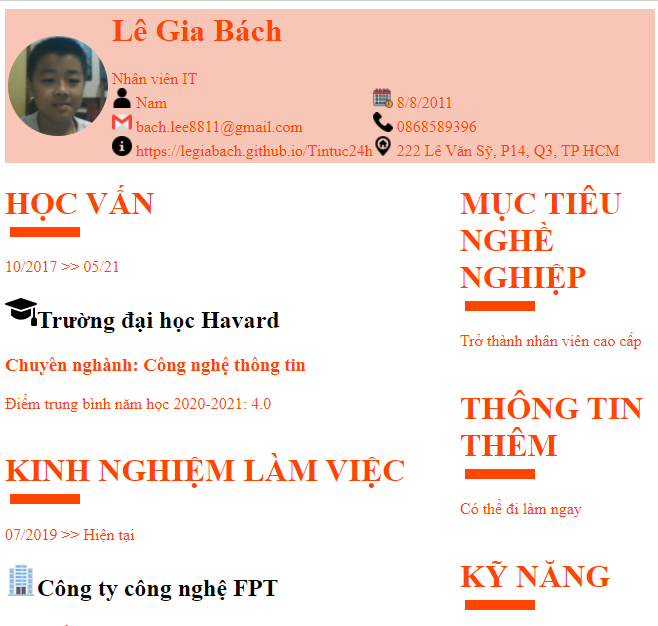 Lê Gia Bách
Nhân viên IT
Nam
8/8/2011
bach.lee8811@gmail.com
0868589396
https://legiabach.github.io/Tintuc24h
222 Lê Văn Sỹ, P14, Q3, TP HCM
HỌC VẤN
10/2017 >> 05/21
Trường đại học Havard
Chuyên nghành: Công nghệ thông tin
Điểm trung bình năm học 2020-2021: 4.0
KINH NGHIỆM LÀM VIỆC
07/2019 >> Hiện tại
Công ty công nghệ FPT
MỤC TIÊU
NGHỀ
NGHIỆP
Trở thành nhân viên cao cấp
THÔNG TIN
THÊM
Có thể đi làm ngay
KỸ NĂNG